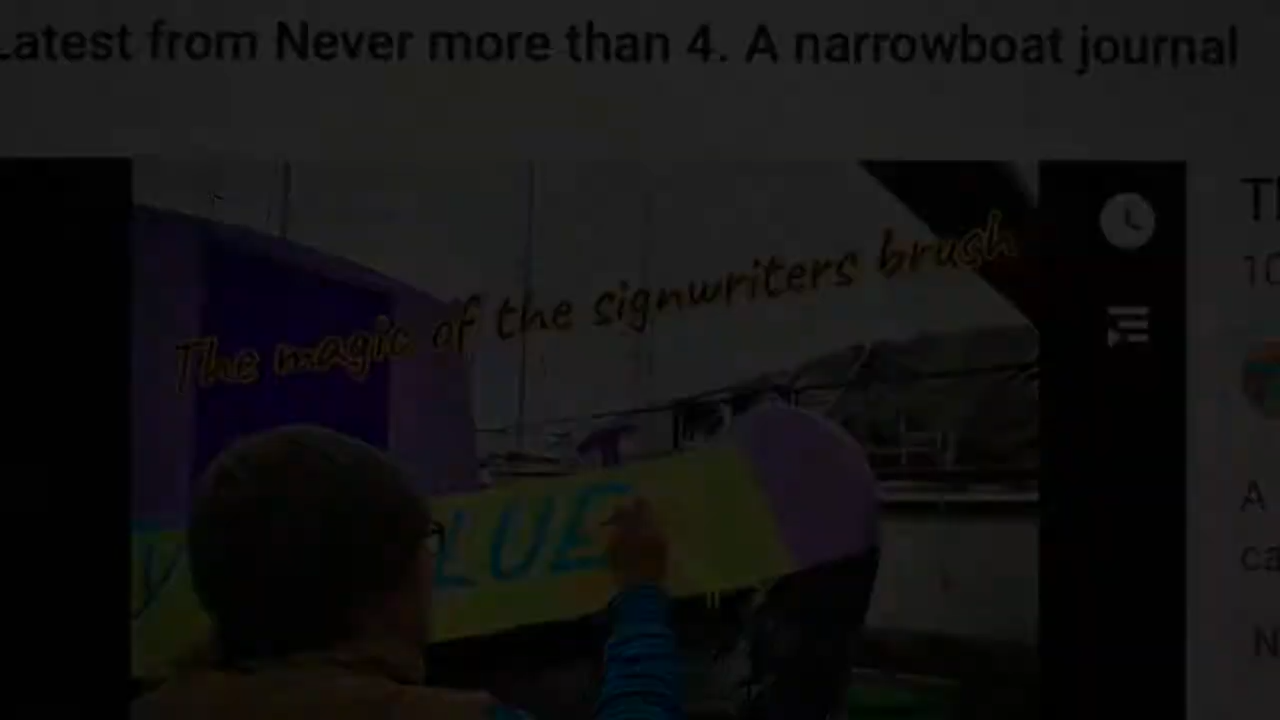 Latest from Never more than 4. A narrowboat journal
The magic of the signwriters brush
LUE